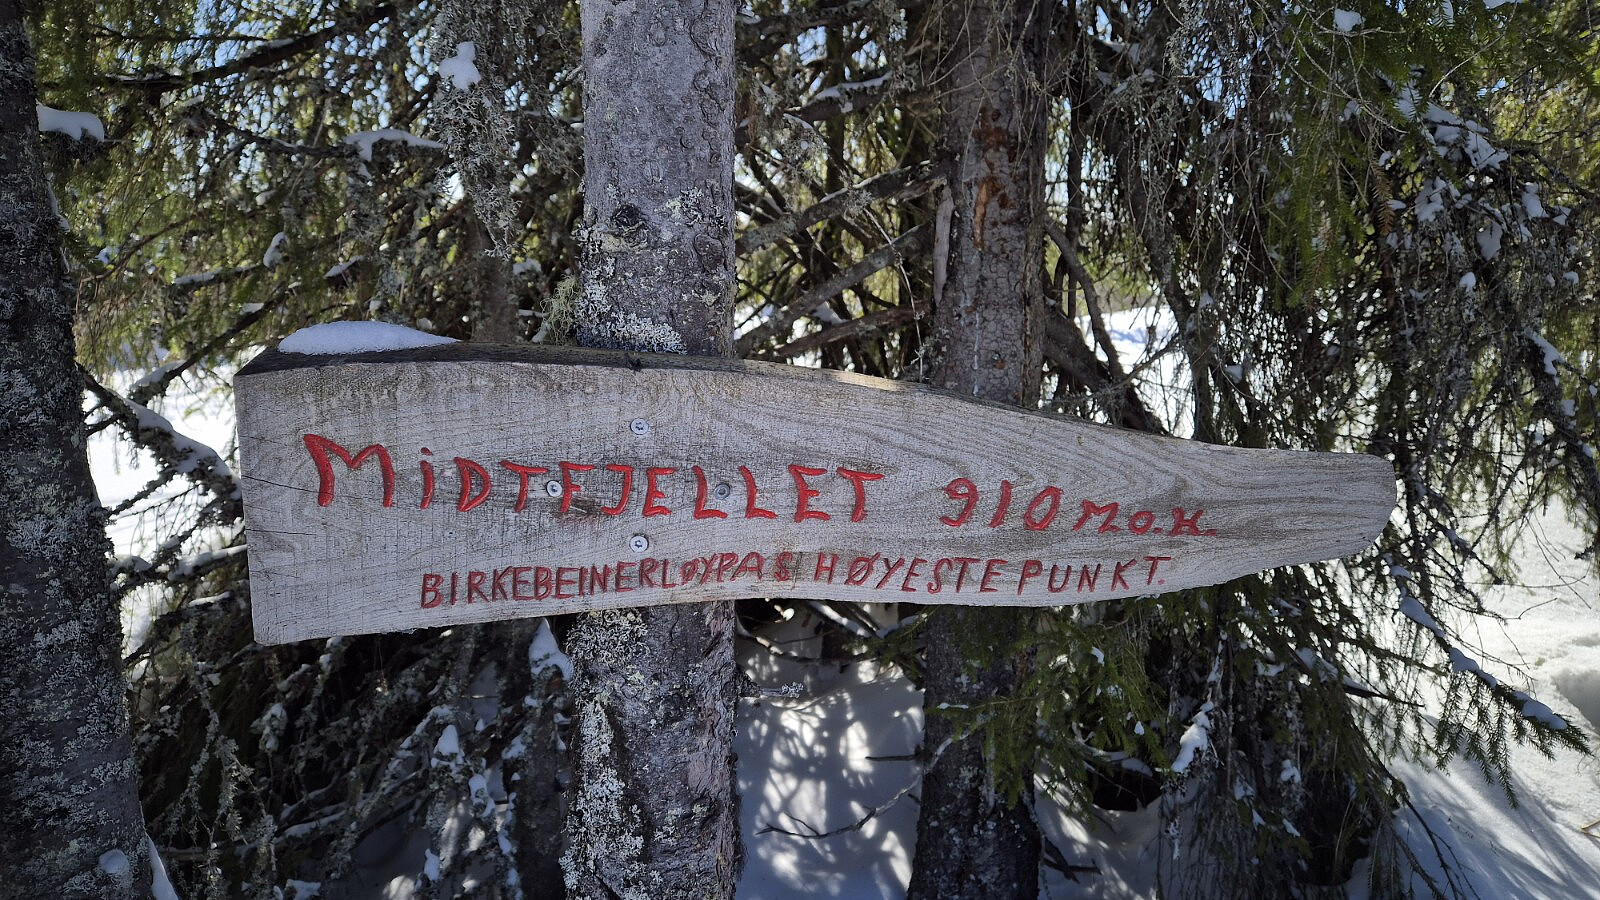 MiDTFJELLET 910 M.O.H.
BIRKEBEINERLØYPAS HØYESTE PUNKT.